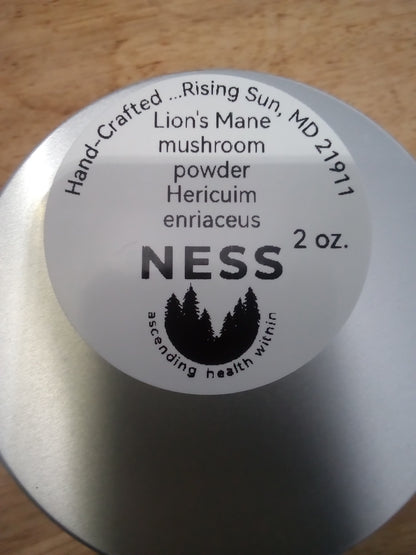 Hand-Crafted ...Rising Sun, MD 21911
Lion's Mane
mushroom
powder
Hericuim
enriaceus
2 oz.
NESS
ascending health within